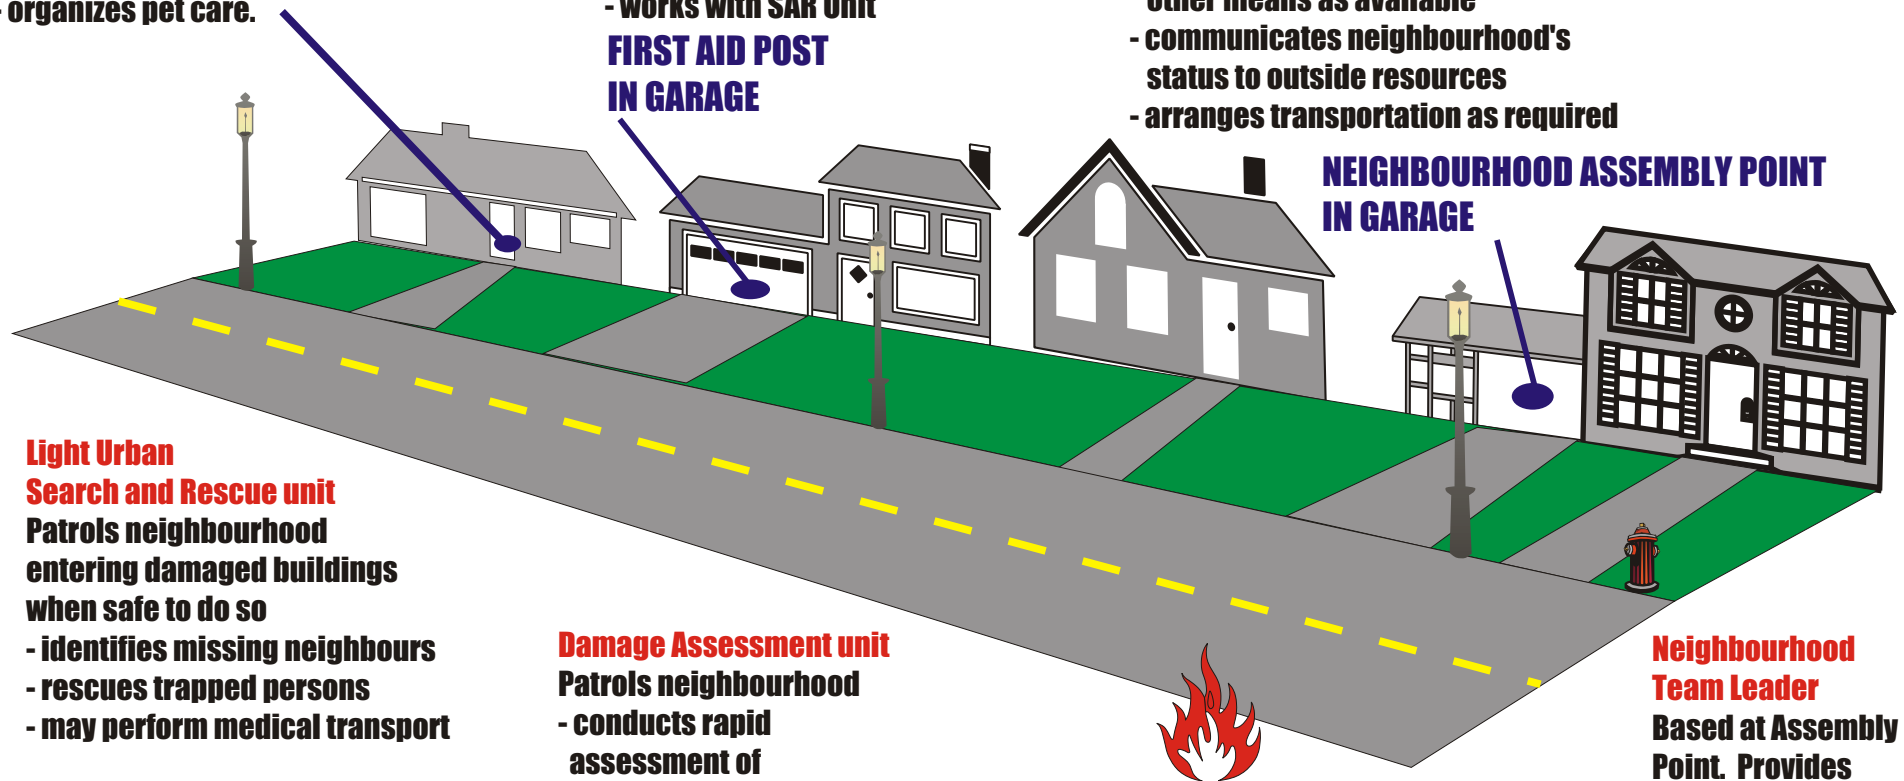 - organizes pet care.
- works with SAR Unit
FIRST AID POST
IN GARAGE
other means as available
- communicates neighbourhood's
status to outside resources
- arranges transportation as required
NEIGHBOURHOOD ASSEMBLY POINT
IN GARAGE
Light Urban
Search and Rescue unit
Patrols neighbourhood
entering damaged buildings
when safe to do so
- identifies missing neighbours
- rescues trapped persons
- may perform medical transport
Damage Assessment unit
Patrols neighbourhood
- conducts rapid
assessment of
Neighbourhood
Team Leader
Based at Assembly
Point. Provides